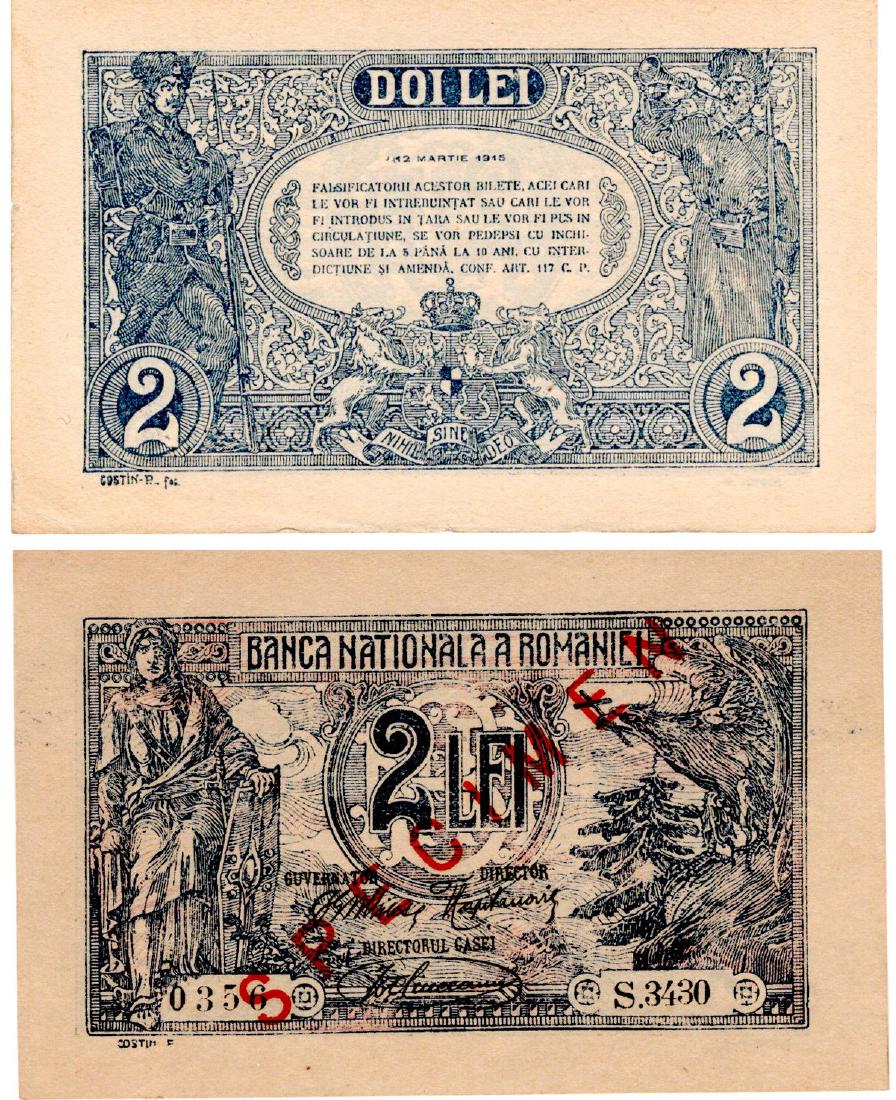 DOI LEI
12 MARTIE 1915
FALSIFICATORII ACESTOR BILETE, ACEI CARI
LE VOR FI INTREBUINȚAT SAU CARI LE VOR
FI INTRODUS IN ȚARA SAU LE VOR FI PUS IN
CIRCULAȚIUNE, SE VOR PEDEPSI CU INCHI-
SOARE DE LA 5 PÂNĂ LA 10 ANI, CU INTER-
DICȚIUNE ȘI AMENDĂ, CONF. ART. 117 C. P.
2
2
NIHIL SINE DEO
COSTIN-P. fec.
BANCA NATIONALA A ROMANIEI
2 LEI
SPECIMEN
GUVERNATOR
DIRECTOR
DIRECTORUL CASEI
0356
S.3430
COSTIN